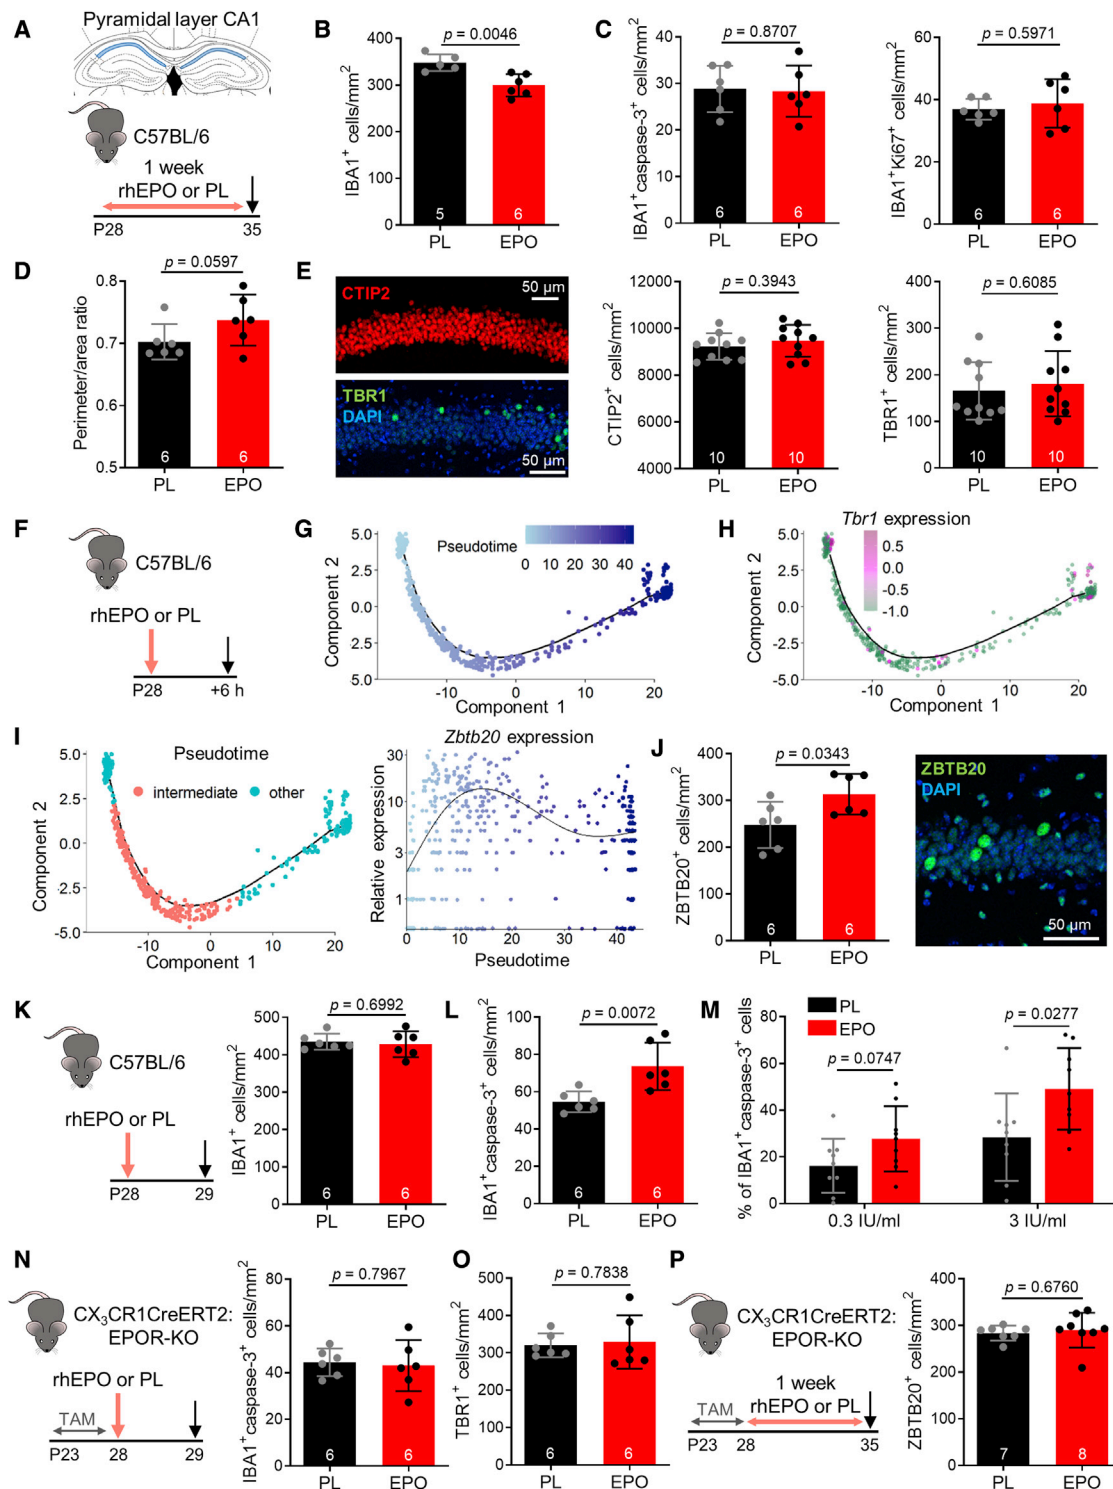 A
Pyramidal layer CA1
C57BL/6
1 week
rhEPO or PL
P28
35
B
IBA1+ cells/mm2
400
300
200
100
0
p = 0.0046
5
6
PL
EPO
C
IBA1+caspase-3+ cells/mm2
40
30
20
10
0
p = 0.8707
6
6
PL
EPO
IBA1+Ki67+ cells/mm2
60
40
20
0
p = 0.5971
6
6
PL
EPO
D
Perimeter/area ratio
0.8
0.7
0.6
0.5
p = 0.0597
6
6
PL
EPO
E
CTIP2
50 µm
TBR1
DAPI
50 µm
CTIP2+ cells/mm2
12000
10000
8000
6000
4000
p = 0.3943
10
10
PL
EPO
TBR1+ cells/mm2
400
300
200
100
0
p = 0.6085
10
10
PL
EPO
F
C57BL/6
rhEPO or PL
P28
+6 h
G
Pseudotime
0 10 20 30 40
Component 2
5.0
2.5
0.0
-2.5
5.0
-10 0 10 20
Component 1
H
Tbr1 expression
0.5
0.0
-0.5
-1.0
Component 2
5.0
2.5
0.0
-2.5
-5.0
-10 0 10 20
Component 1
I
Pseudotime
intermediate
other
Component 2
5.0
2.5
0.0
-2.5
-5.0
-10 0 10 20
Component 1
Zbtb20 expression
Relative expression
30
10
3
1
0 10 20 30 40
Pseudotime
J
ZBTB20+ cells/mm2
400
300
200
100
0
p = 0.0343
6
6
PL
EPO
ZBTB20
DAPI
50 µm
K
C57BL/6
rhEPO or PL
P28
29
IBA1+ cells/mm2
500
400
300
200
100
0
p = 0.6992
6
6
PL
EPO
L
IBA1+caspase-3+ cells/mm2
100
80
60
40
20
0
p = 0.0072
6
6
PL
EPO
M
PL
EPO
% of IBA1+caspase-3+ cells
80
60
40
20
0
p = 0.0747
p = 0.0277
0.3 IU/ml
3 IU/ml
N
CX3CR1CreERT2:
EPOR-KO
rhEPO or PL
TAM
P23
28
29
IBA1+caspase-3+ cells/mm2
80
60
40
20
0
p = 0.7967
6
6
PL
EPO
O
TBR1+ cells/mm2
500
400
300
200
100
0
p = 0.7838
6
6
PL
EPO
P
CX3CR1CreERT2:
EPOR-KO
1 week
rhEPO or PL
TAM
P23
28
35
ZBTB20+ cells/mm2
400
300
200
100
0
p = 0.6760
7
8
PL
EPO